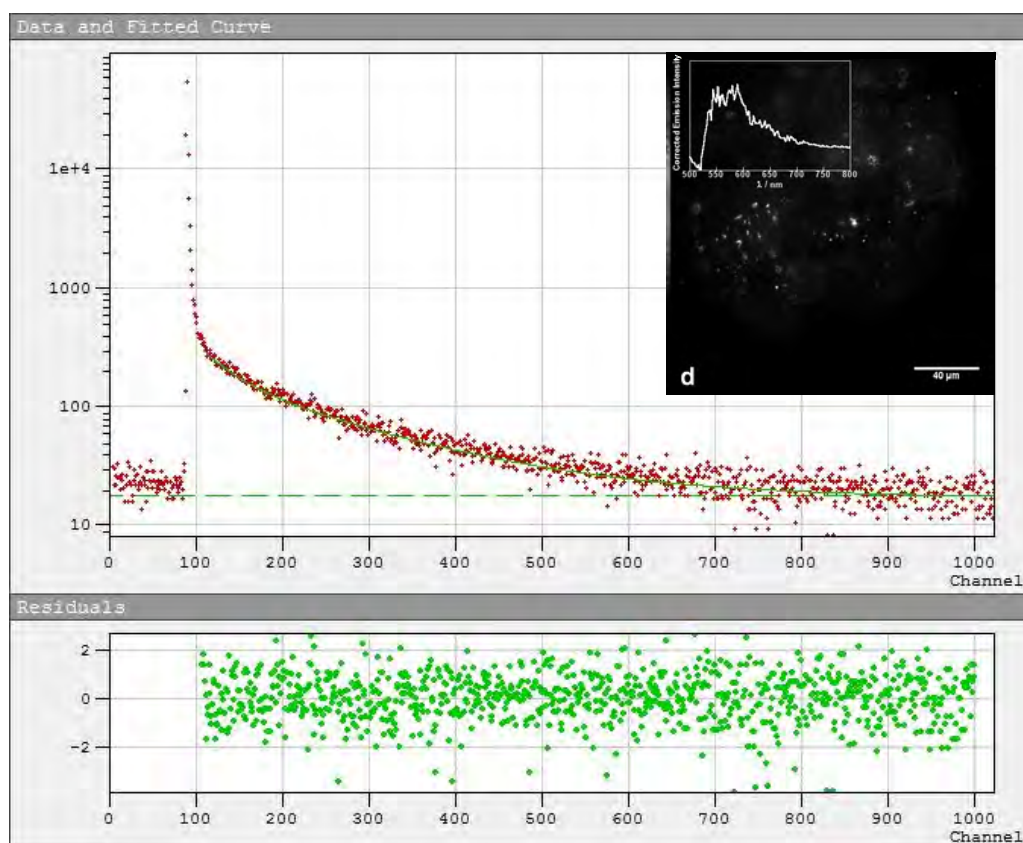 Data and Fitted Curve
1e+4
1000
100
10
0 100 200 300 400 500 600 700 800 900 1000
Channel
Corrected Emission Intensity
500 550 600 650 700 750 800
λ / nm
d
40 µm
Residuals
2
0
-2
0 100 200 300 400 500 600 700 800 900 1000
Channel